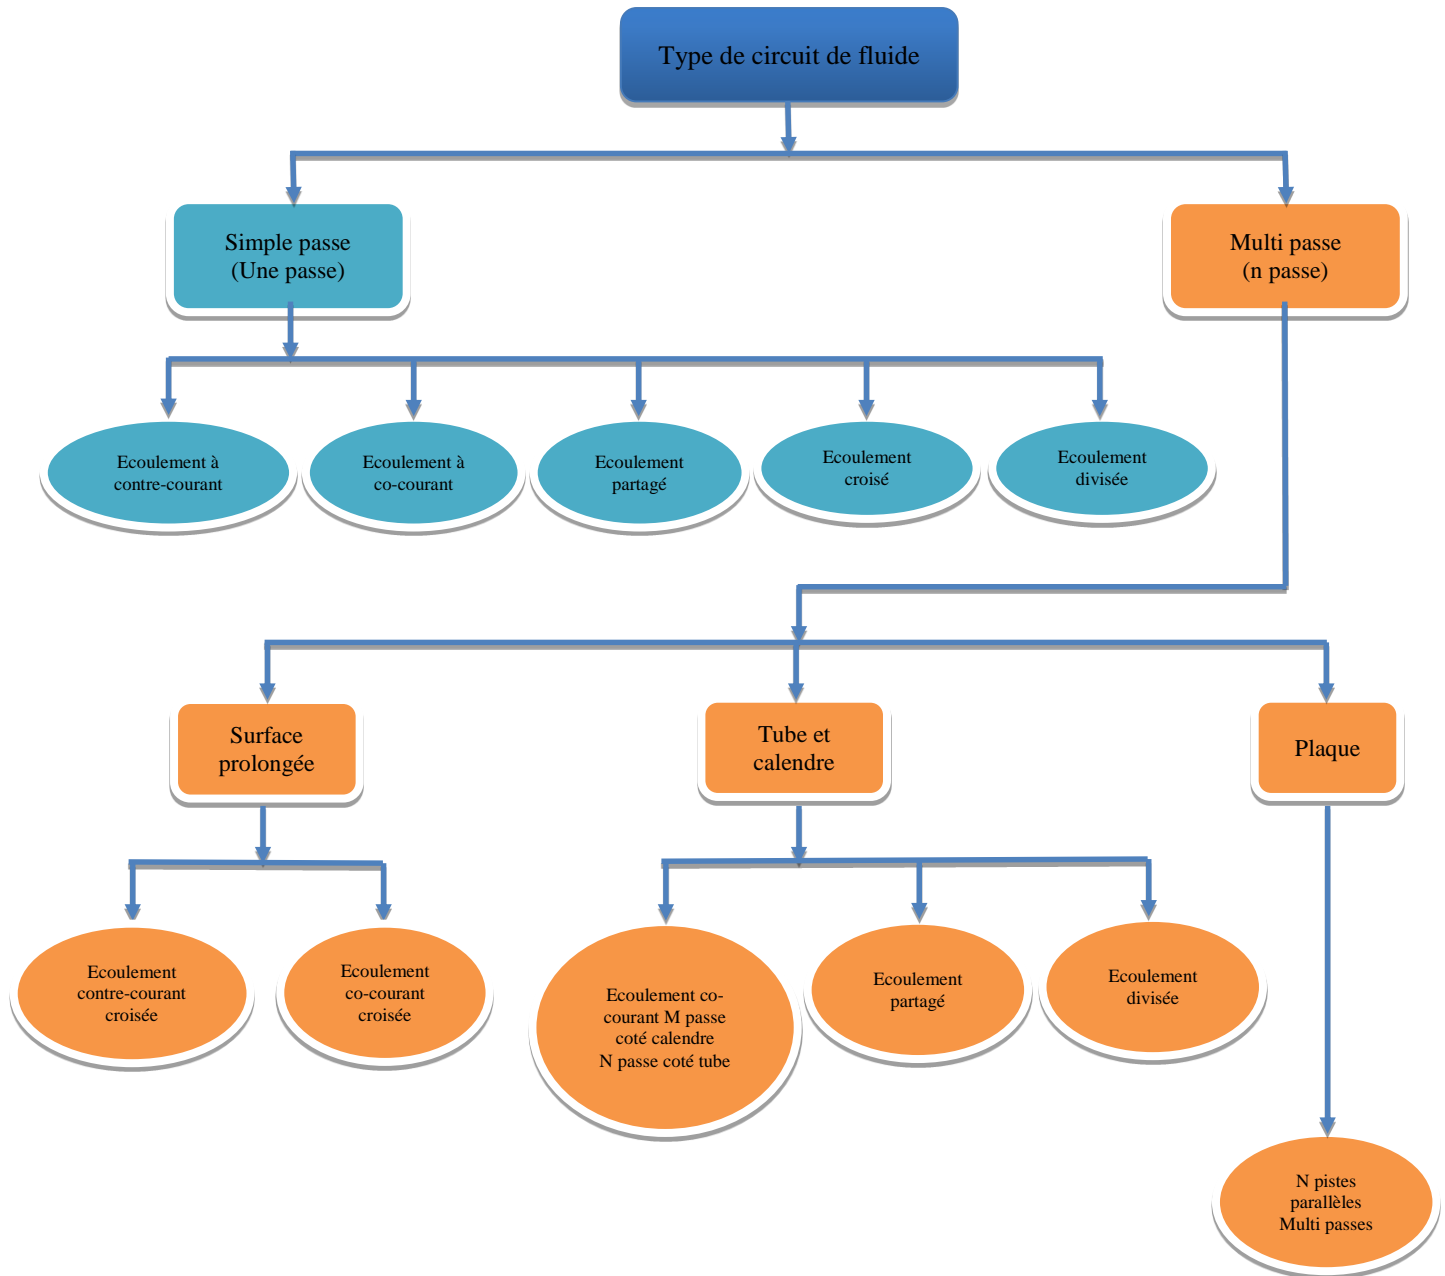 Type de circuit de fluide
Simple passe
(Une passe)
Multi passe
(n passe)
Ecoulement à
contre-courant
Ecoulement à
co-courant
Ecoulement
partagé
Ecoulement
croisé
Ecoulement
divisée
Surface
prolongée
Tube et
calendre
Plaque
Ecoulement
contre-courant
croisée
Ecoulement
co-courant
croisée
Ecoulement co-
courant M passe
coté calendre
N passe coté tube
Ecoulement
partagé
Ecoulement
divisée
N pistes
parallèles
Multi passes